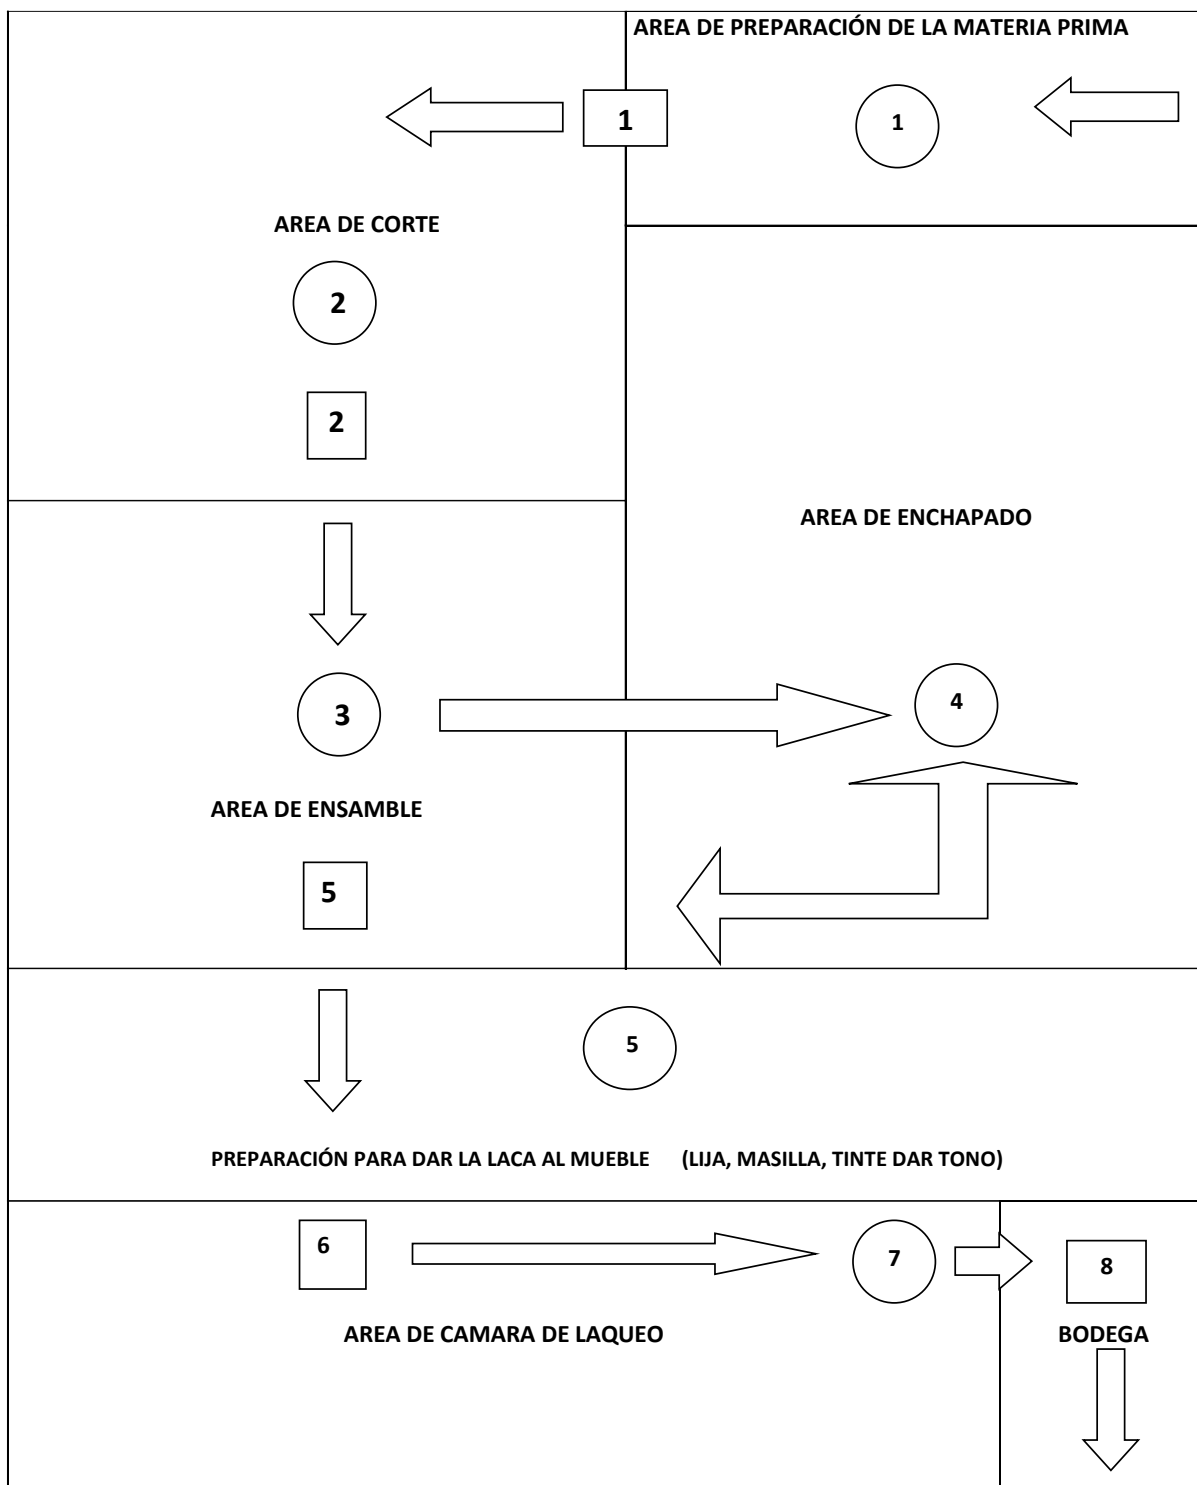 AREA DE PREPARACIÓN DE LA MATERIA PRIMA
1
1
AREA DE CORTE
2
2
AREA DE ENCHAPADO
3
4
AREA DE ENSAMBLE
5
5
PREPARACIÓN PARA DAR LA LACA AL MUEBLE (LIJA, MASILLA, TINTE DAR TONO)
6
7
8
AREA DE CAMARA DE LAQUEO
BODEGA